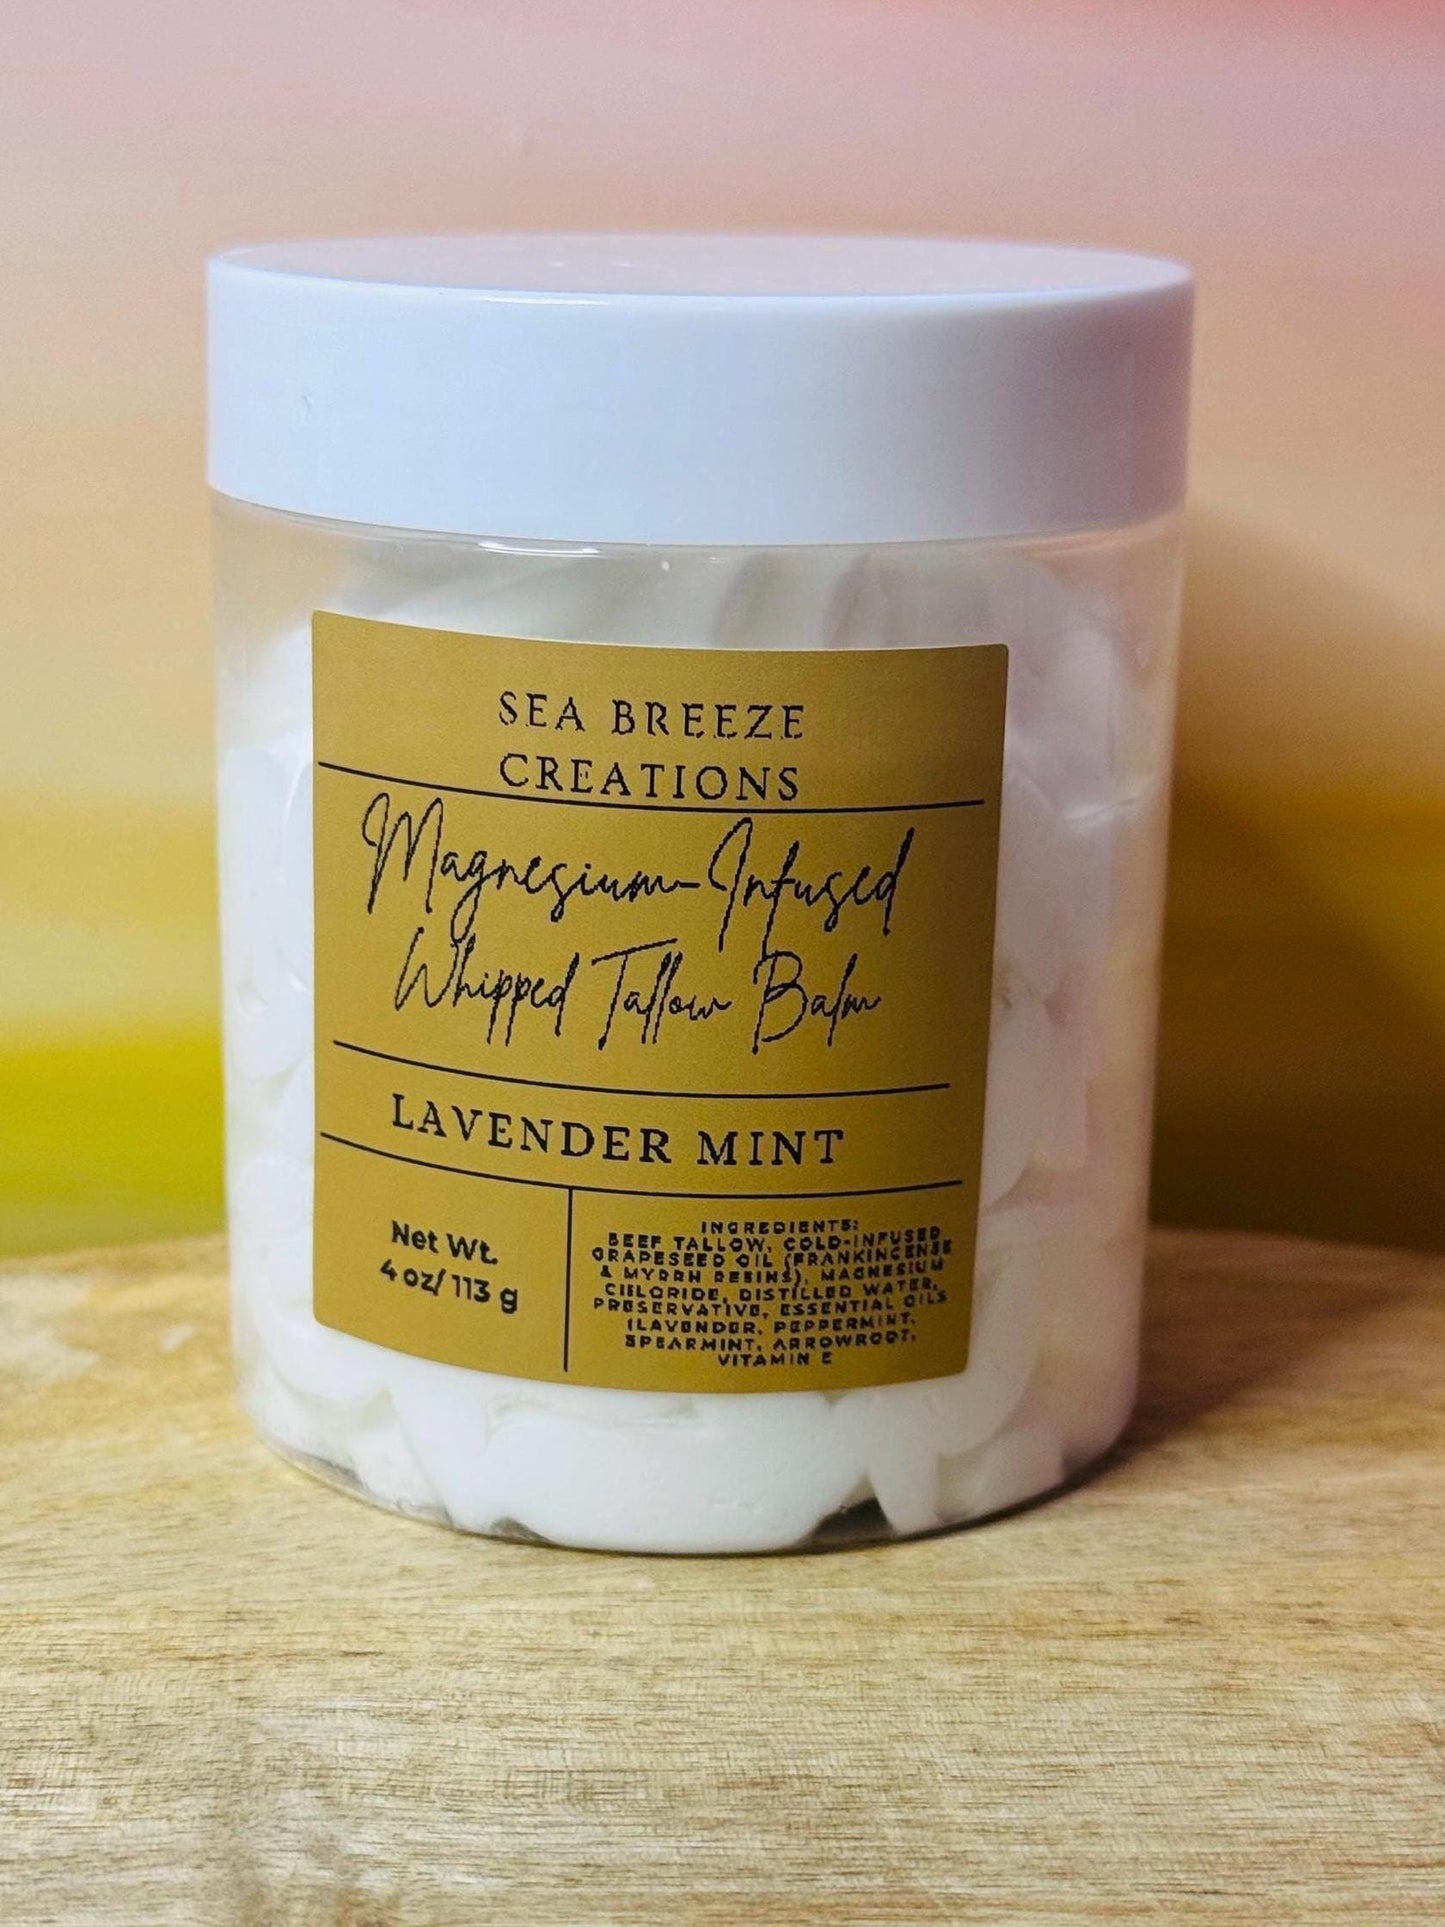 SEA BREEZE
CREATIONS
Magnesium-Infused
Whipped Tallow Balm
LAVENDER MINT
Net Wt.
4 oz/ 113 g
INGREDIENTS:
BEEF TALLOW, COLD-INFUSED
GRAPESEED OIL (FRANKINCENSE
& MYRRH RESINS), MAGNESIUM
CHLORIDE, DISTILLED WATER,
PRESERVATIVE, ESSENTIAL OILS
(LAVENDER, PEPPERMINT,
SPEARMINT, ARROWROOT,
VITAMIN E